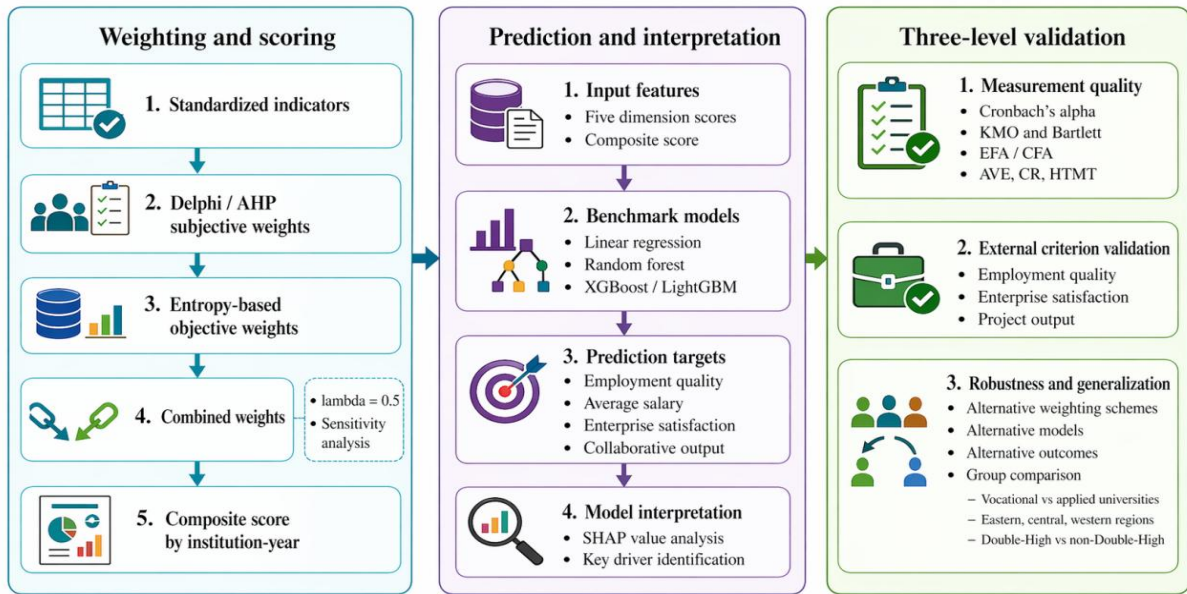 Weighting and scoring
1. Standardized indicators
2. Delphi / AHP
subjective weights
3. Entropy-based
objective weights
4. Combined weights
• lambda = 0.5
• Sensitivity
analysis
5. Composite score
by institution-year
Prediction and interpretation
1. Input features
• Five dimension scores
• Composite score
2. Benchmark models
• Linear regression
• Random forest
• XGBoost / LightGBM
3. Prediction targets
• Employment quality
• Average salary
• Enterprise satisfaction
• Collaborative output
4. Model interpretation
• SHAP value analysis
• Key driver identification
Three-level validation
1. Measurement quality
• Cronbach's alpha
• KMO and Bartlett
• EFA / CFA
• AVE, CR, HTMT
2. External criterion validation
• Employment quality
• Enterprise satisfaction
• Project output
3. Robustness and generalization
• Alternative weighting schemes
• Alternative models
• Alternative outcomes
• Group comparison
– Vocational vs applied universities
– Eastern, central, western regions
– Double-High vs non-Double-High